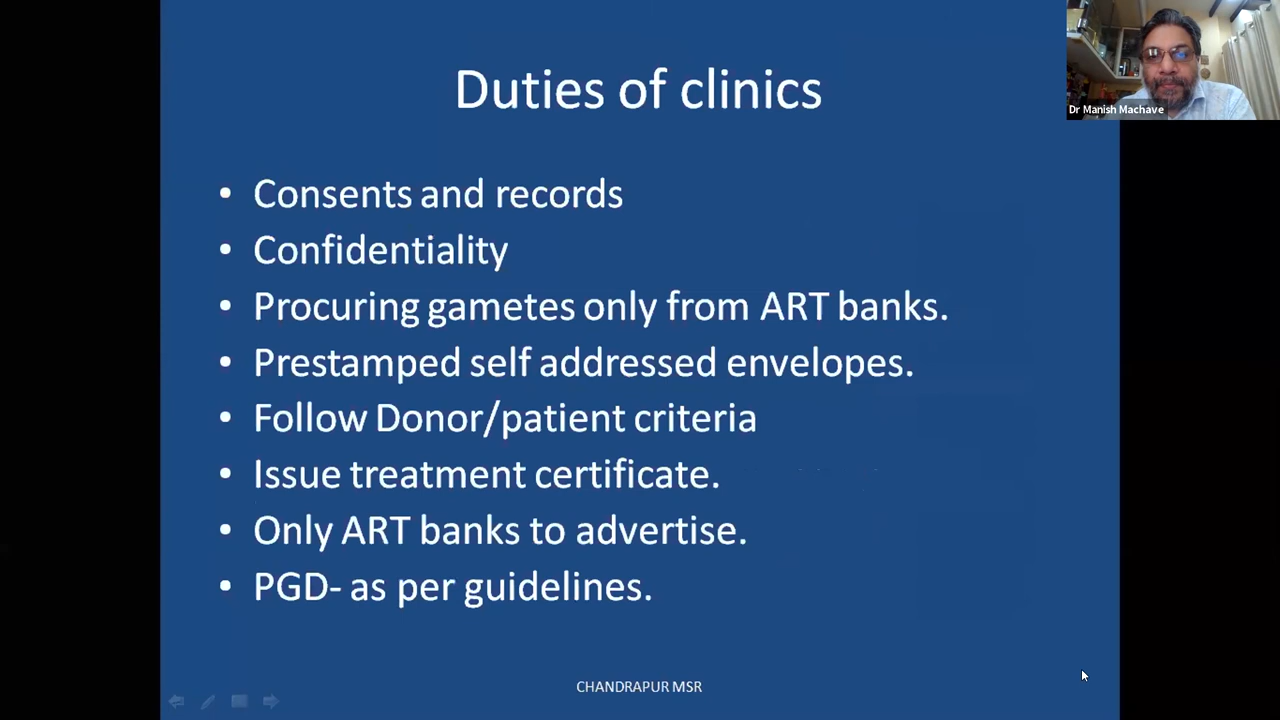 Duties of clinics
Dr Manish Machave
• Consents and records
• Confidentiality
• Procuring gametes only from ART banks.
• Prestamped self addressed envelopes.
• Follow Donor/patient criteria
• Issue treatment certificate.
• Only ART banks to advertise.
• PGD- as per guidelines.
CHANDRAPUR MSR